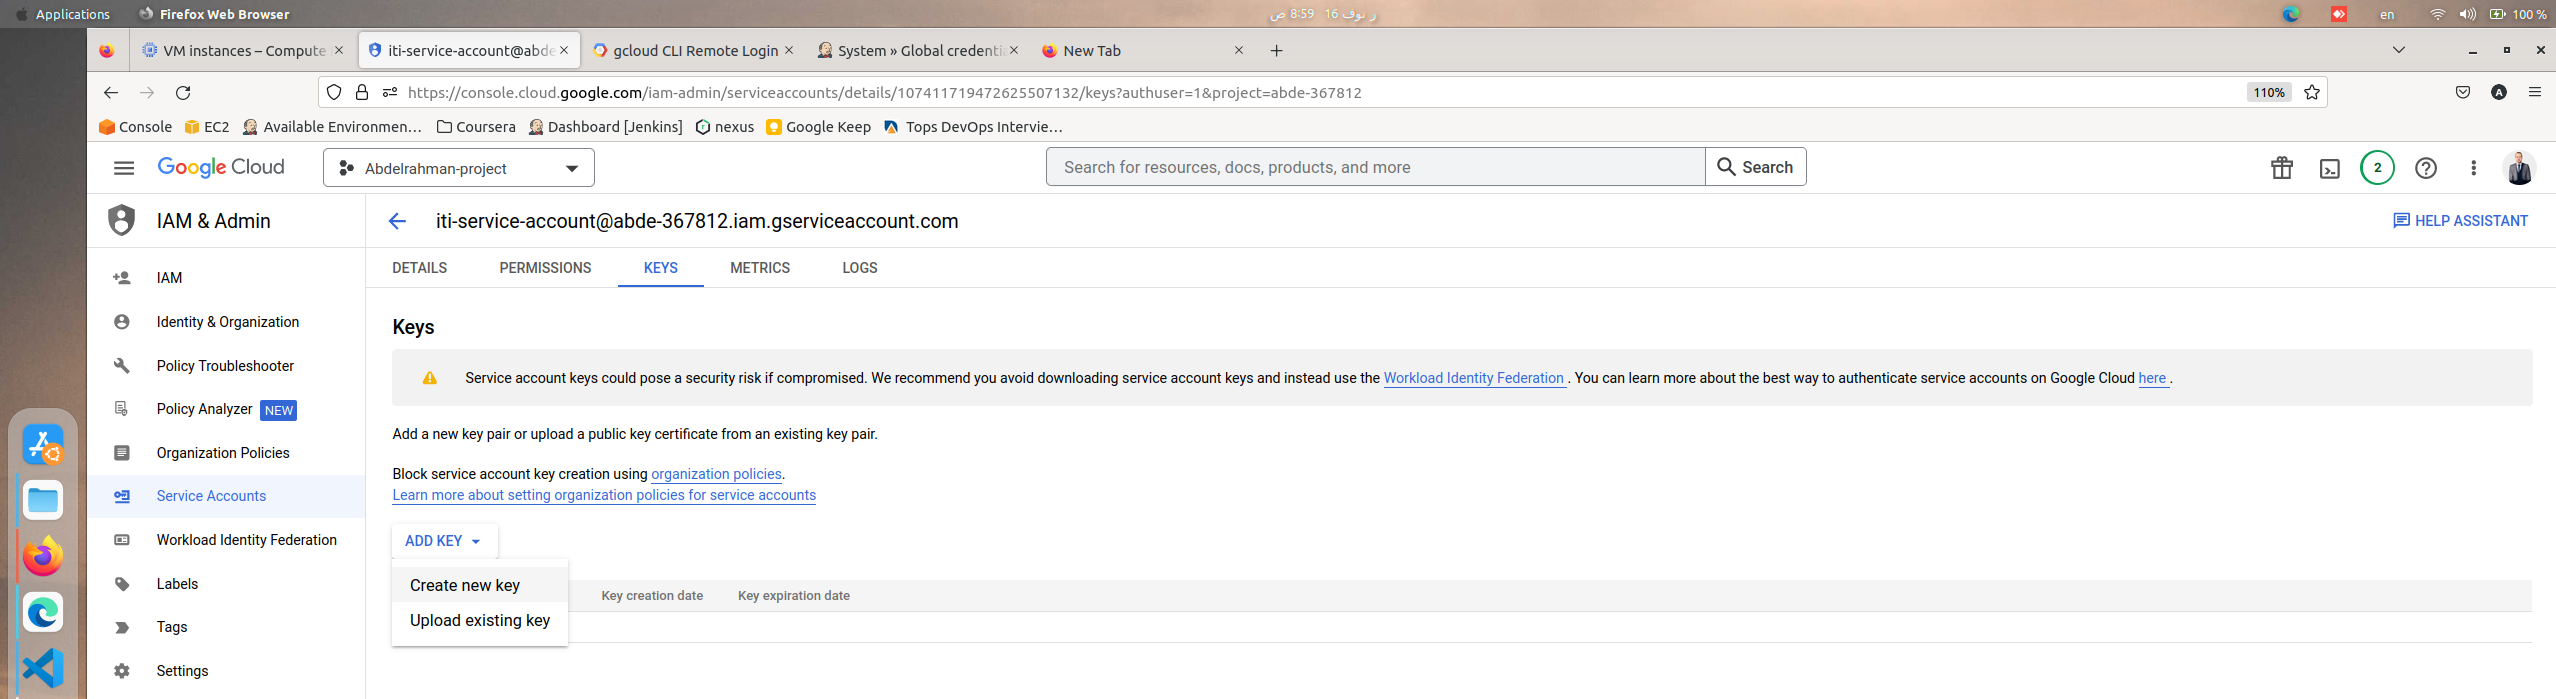 Applications Firefox Web Browser ر نوف 16 8:59 ص en 100 %
VM instances – Compute iti-service-account@abde gcloud CLI Remote Login System » Global credentia New Tab
https://console.cloud.google.com/iam-admin/serviceaccounts/details/107411719472625507132/keys?authuser=1&project=abde-367812 110% A
Console EC2 Available Environmen… Coursera Dashboard [Jenkins] nexus Google Keep Tops DevOps Intervie…
Google Cloud Abdelrahman-project Search for resources, docs, products, and more Search 2
IAM & Admin
iti-service-account@abde-367812.iam.gserviceaccount.com HELP ASSISTANT
DETAILS PERMISSIONS KEYS METRICS LOGS
IAM
Identity & Organization
Policy Troubleshooter
Policy Analyzer NEW
Organization Policies
Service Accounts
Workload Identity Federation
Labels
Tags
Settings
Keys
Service account keys could pose a security risk if compromised. We recommend you avoid downloading service account keys and instead use the Workload Identity Federation . You can learn more about the best way to authenticate service accounts on Google Cloud here .
Add a new key pair or upload a public key certificate from an existing key pair.
Block service account key creation using organization policies.
Learn more about setting organization policies for service accounts
ADD KEY
Create new key
Upload existing key
Key creation date Key expiration date